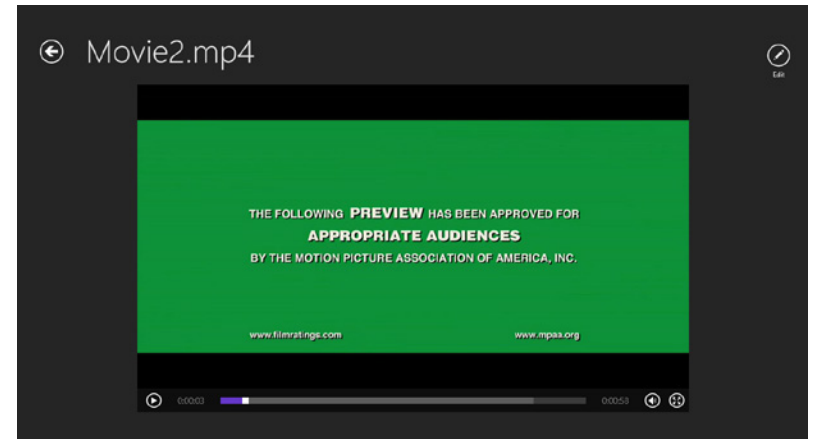 Movie2.mp4
Edit
THE FOLLOWING PREVIEW HAS BEEN APPROVED FOR
APPROPRIATE AUDIENCES
BY THE MOTION PICTURE ASSOCIATION OF AMERICA, INC.
www.filmratings.com www.mpaa.org
0:00:03 0:00:53